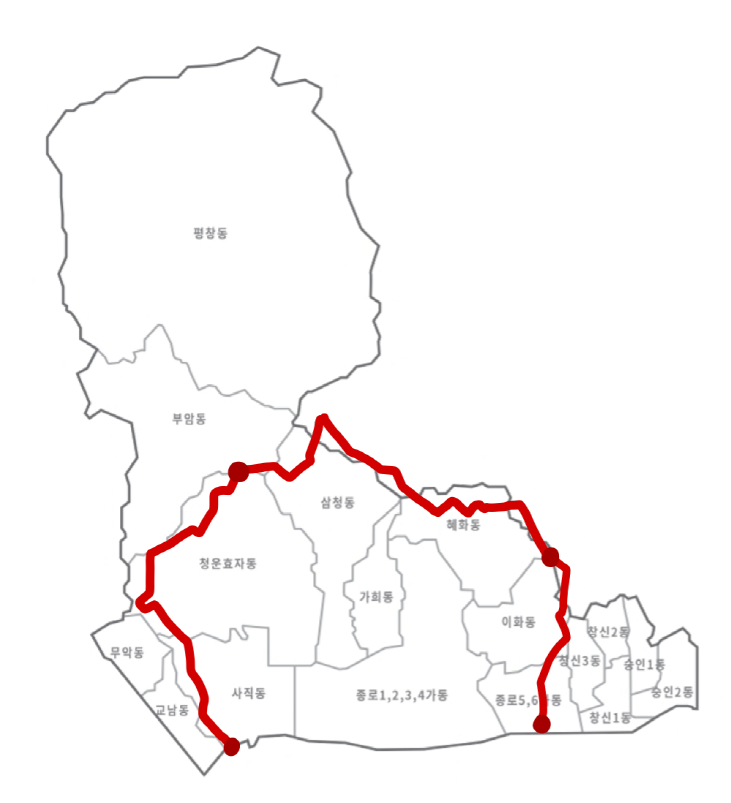 평창동
부암동
삼청동
혜화동
청운효자동
가회동
이화동
창신2동
무악동
창신3동
숭인1동
사직동
종로1,2,3,4가동
종로5,6가동
숭인2동
교남동
창신1동